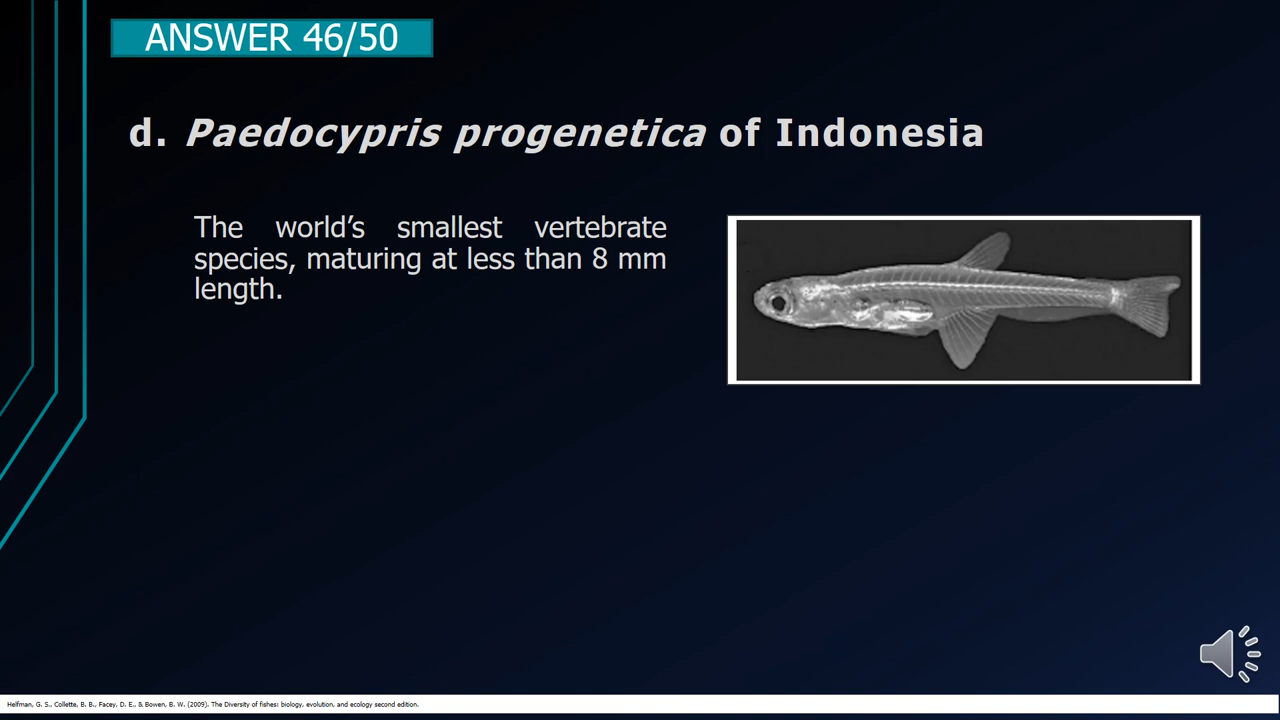 ANSWER 46/50
d. Paedocypris progenetica of Indonesia
The world’s smallest vertebrate
species, maturing at less than 8 mm
length.
Helfman, G. S., Collette, B. B., Facey, D. E., & Bowen, B. W. (2009). The Diversity of fishes: biology, evolution, and ecology second edition.